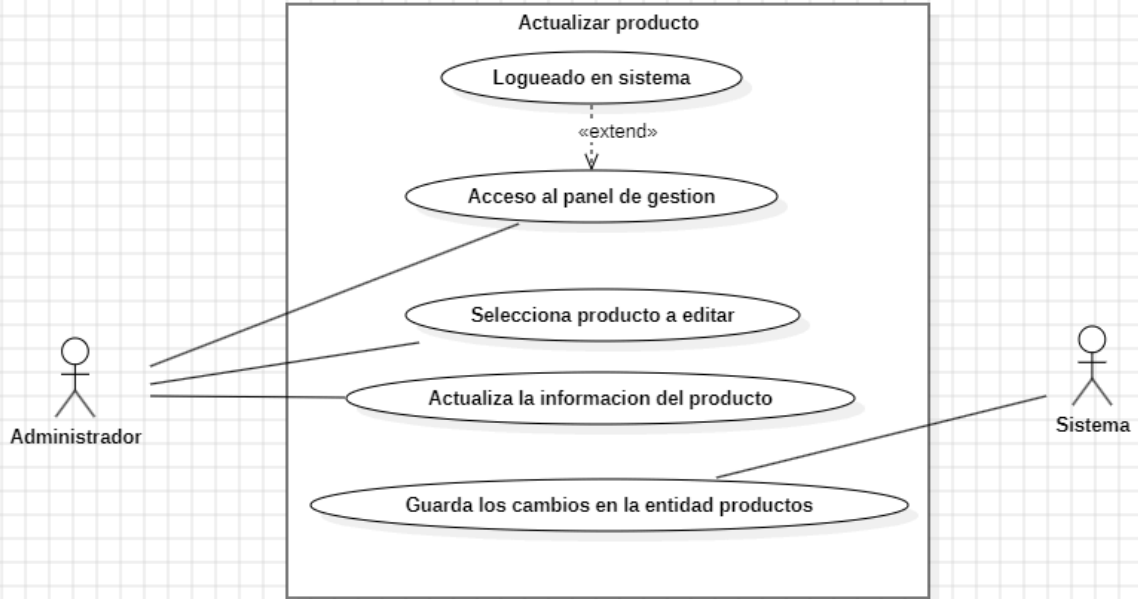 Actualizar producto
Logueado en sistema
«extend»
Acceso al panel de gestion
Selecciona producto a editar
Actualiza la informacion del producto
Administrador
Sistema
Guarda los cambios en la entidad productos